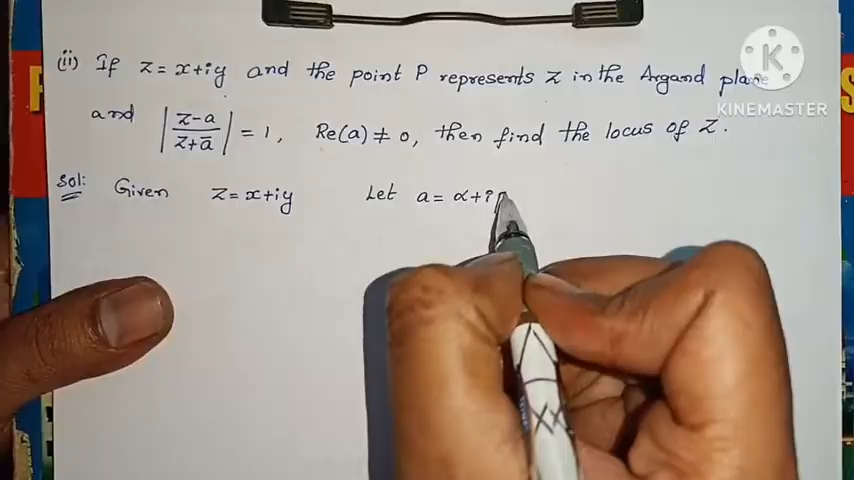 (ii) If z = x+iy and the point P represents z in the Argand plane
and |z-a / z+ā| = 1, Re(a) ≠ 0, then find the locus of z.
Sol: Given z = x+iy Let a = α+i
K
KINEMASTER